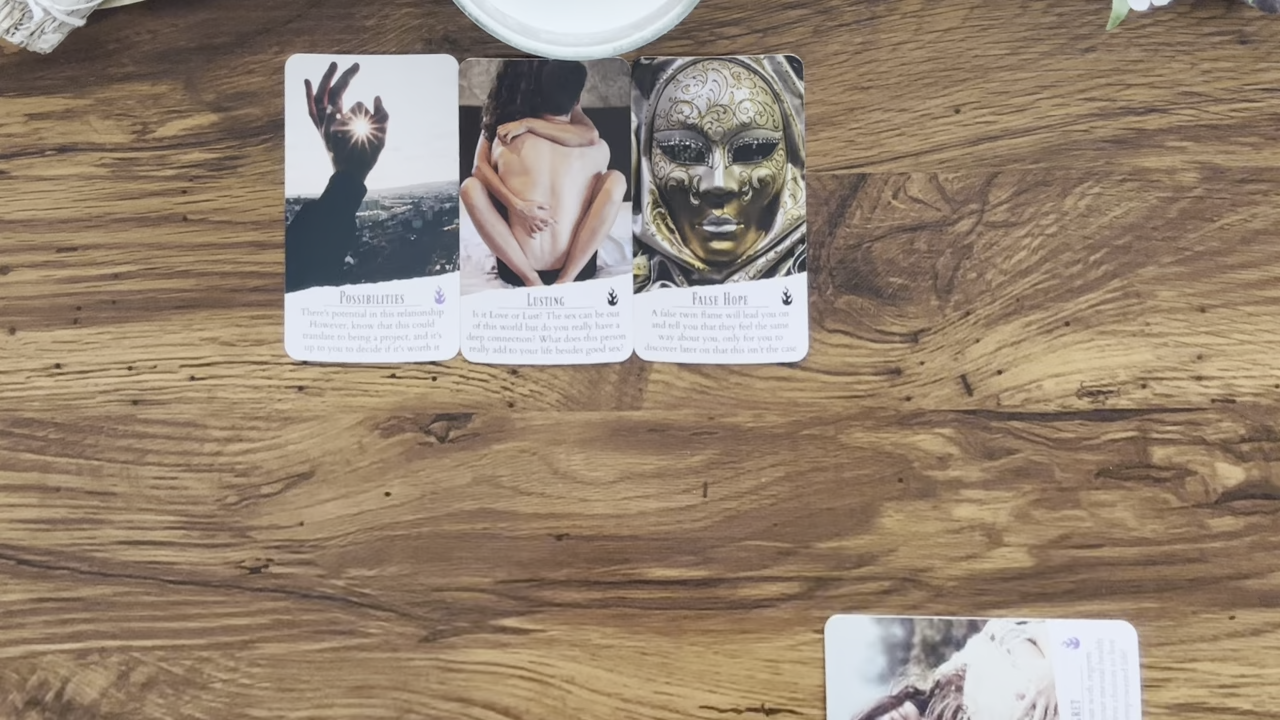 POSSIBILITIES
There's potential in this relationship
However, know that this could
translate to being a project, and it's
up to you to decide if it's worth it
LUSTING
Is it Love or Lust? The sex can be out
of this world but do you really have a
deep connection? What does this person
really add to your life besides good sex?
FALSE HOPE
A false twin flame will lead you on
and tell you that they feel the same
way about you, only for you to
discover later on that this isn't the case